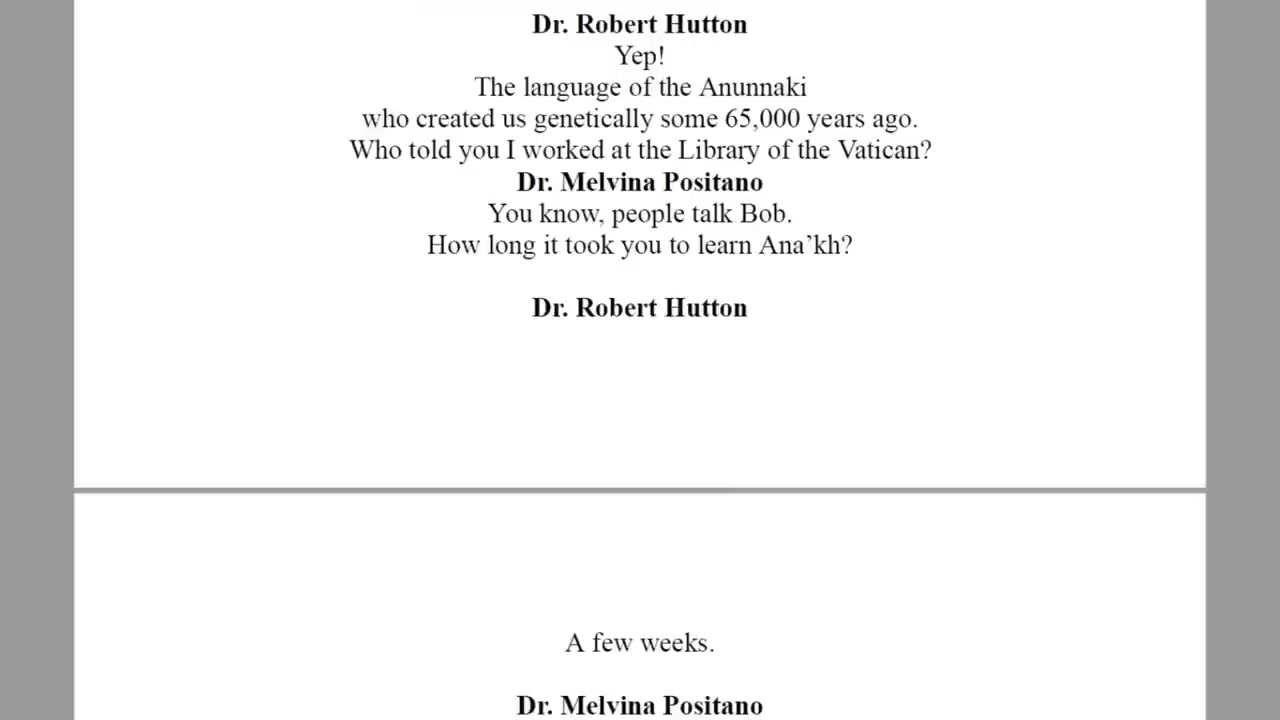 Dr. Robert Hutton
Yep!
The language of the Anunnaki
who created us genetically some 65,000 years ago.
Who told you I worked at the Library of the Vatican?
Dr. Melvina Positano
You know, people talk Bob.
How long it took you to learn Ana’kh?
Dr. Robert Hutton
A few weeks.
Dr. Melvina Positano